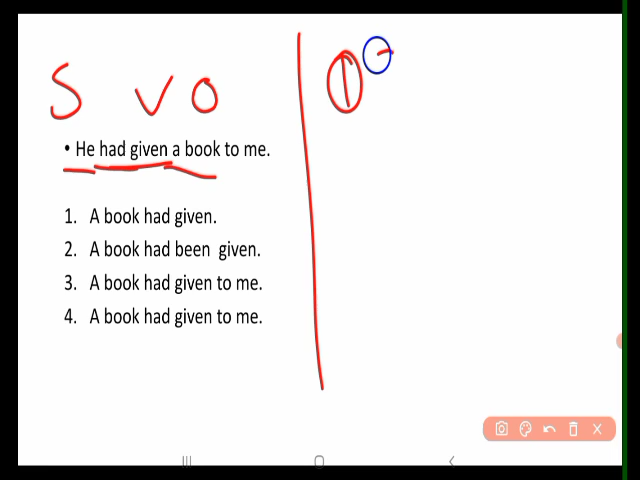 S V O
• He had given a book to me.
1. A book had given.
2. A book had been given.
3. A book had given to me.
4. A book had given to me.